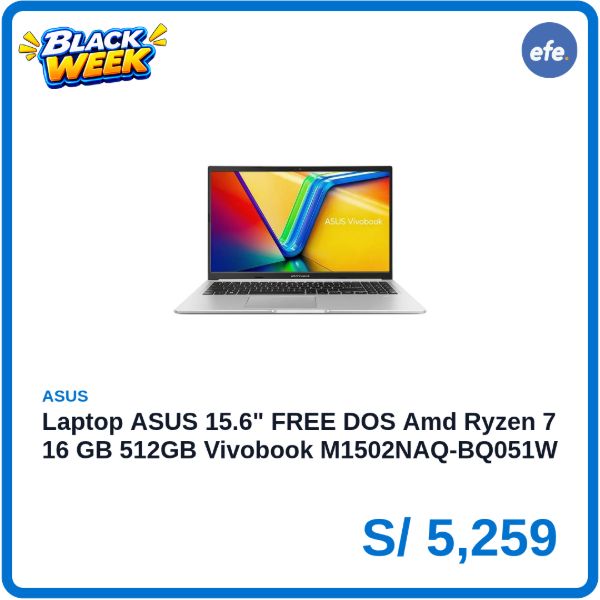 BLACK
WEEK
efe.
ASUS Vivobook
ASUS
Laptop ASUS 15.6" FREE DOS Amd Ryzen 7
16 GB 512GB Vivobook M1502NAQ-BQ051W
S/ 5,259